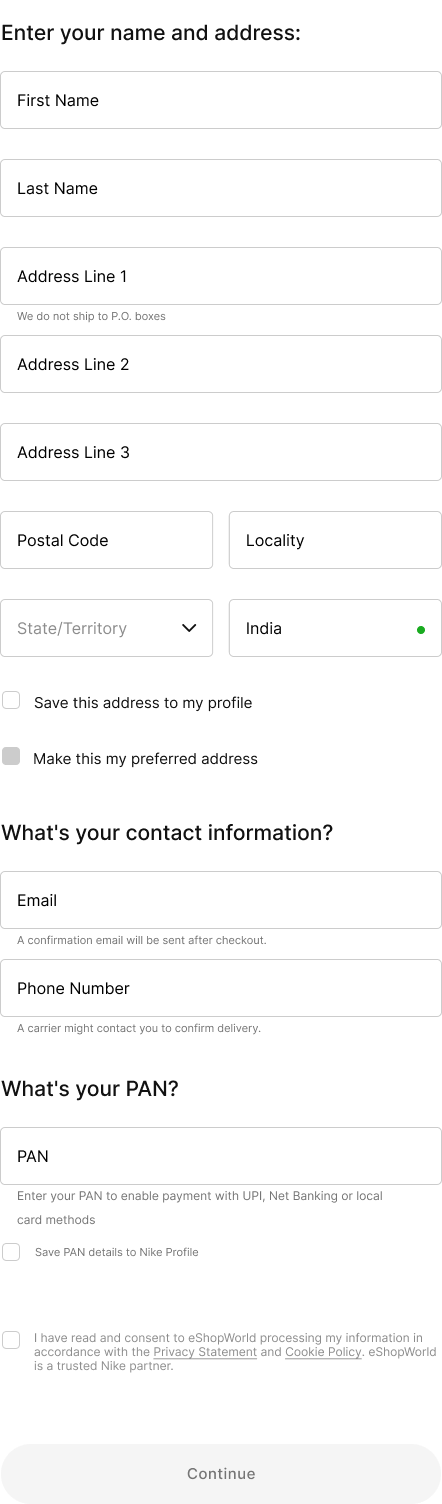 Enter your name and address:
First Name
Last Name
Address Line 1
We do not ship to P.O. boxes
Address Line 2
Address Line 3
Postal Code
Locality
State/Territory
India
Save this address to my profile
Make this my preferred address
What's your contact information?
Email
A confirmation email will be sent after checkout.
Phone Number
A carrier might contact you to confirm delivery.
What's your PAN?
PAN
Enter your PAN to enable payment with UPI, Net Banking or local
card methods
Save PAN details to Nike Profile
I have read and consent to eShopWorld processing my information in
accordance with the Privacy Statement and Cookie Policy. eShopWorld
is a trusted Nike partner.
Continue